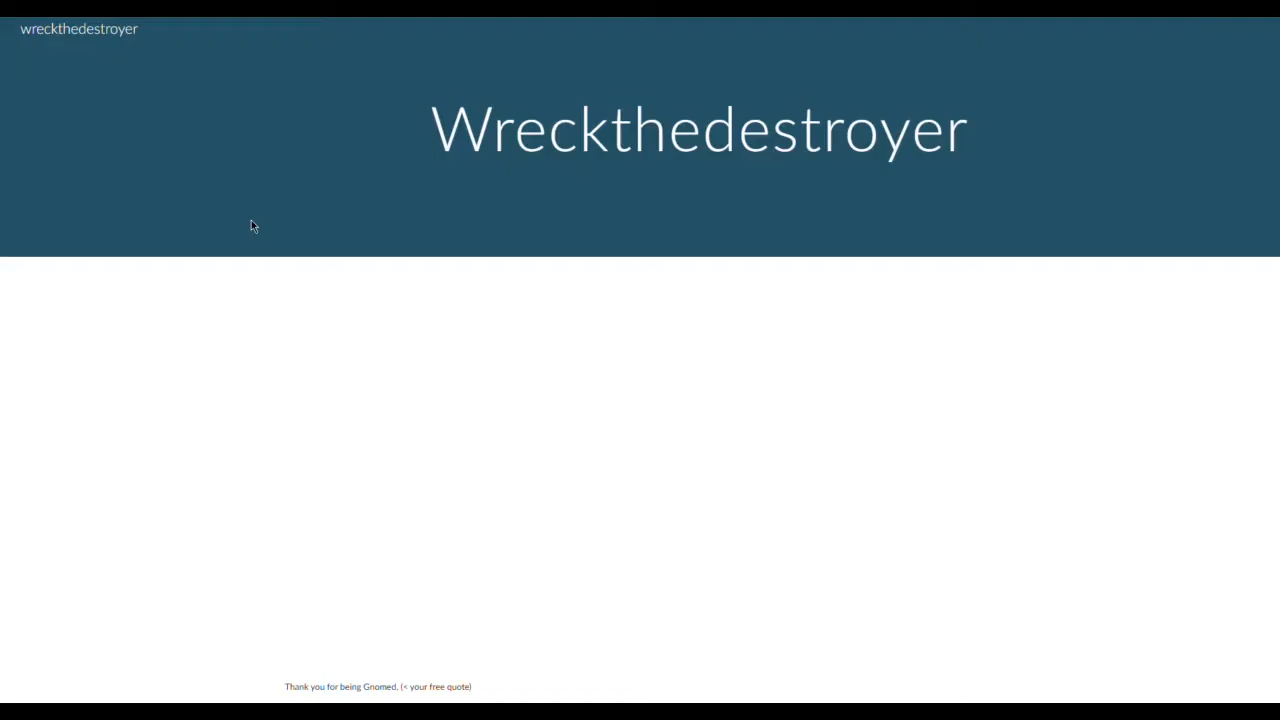 wreckthedestroyer
Wreckthedestroyer
Thank you for being Gnomed, (< your free quote)